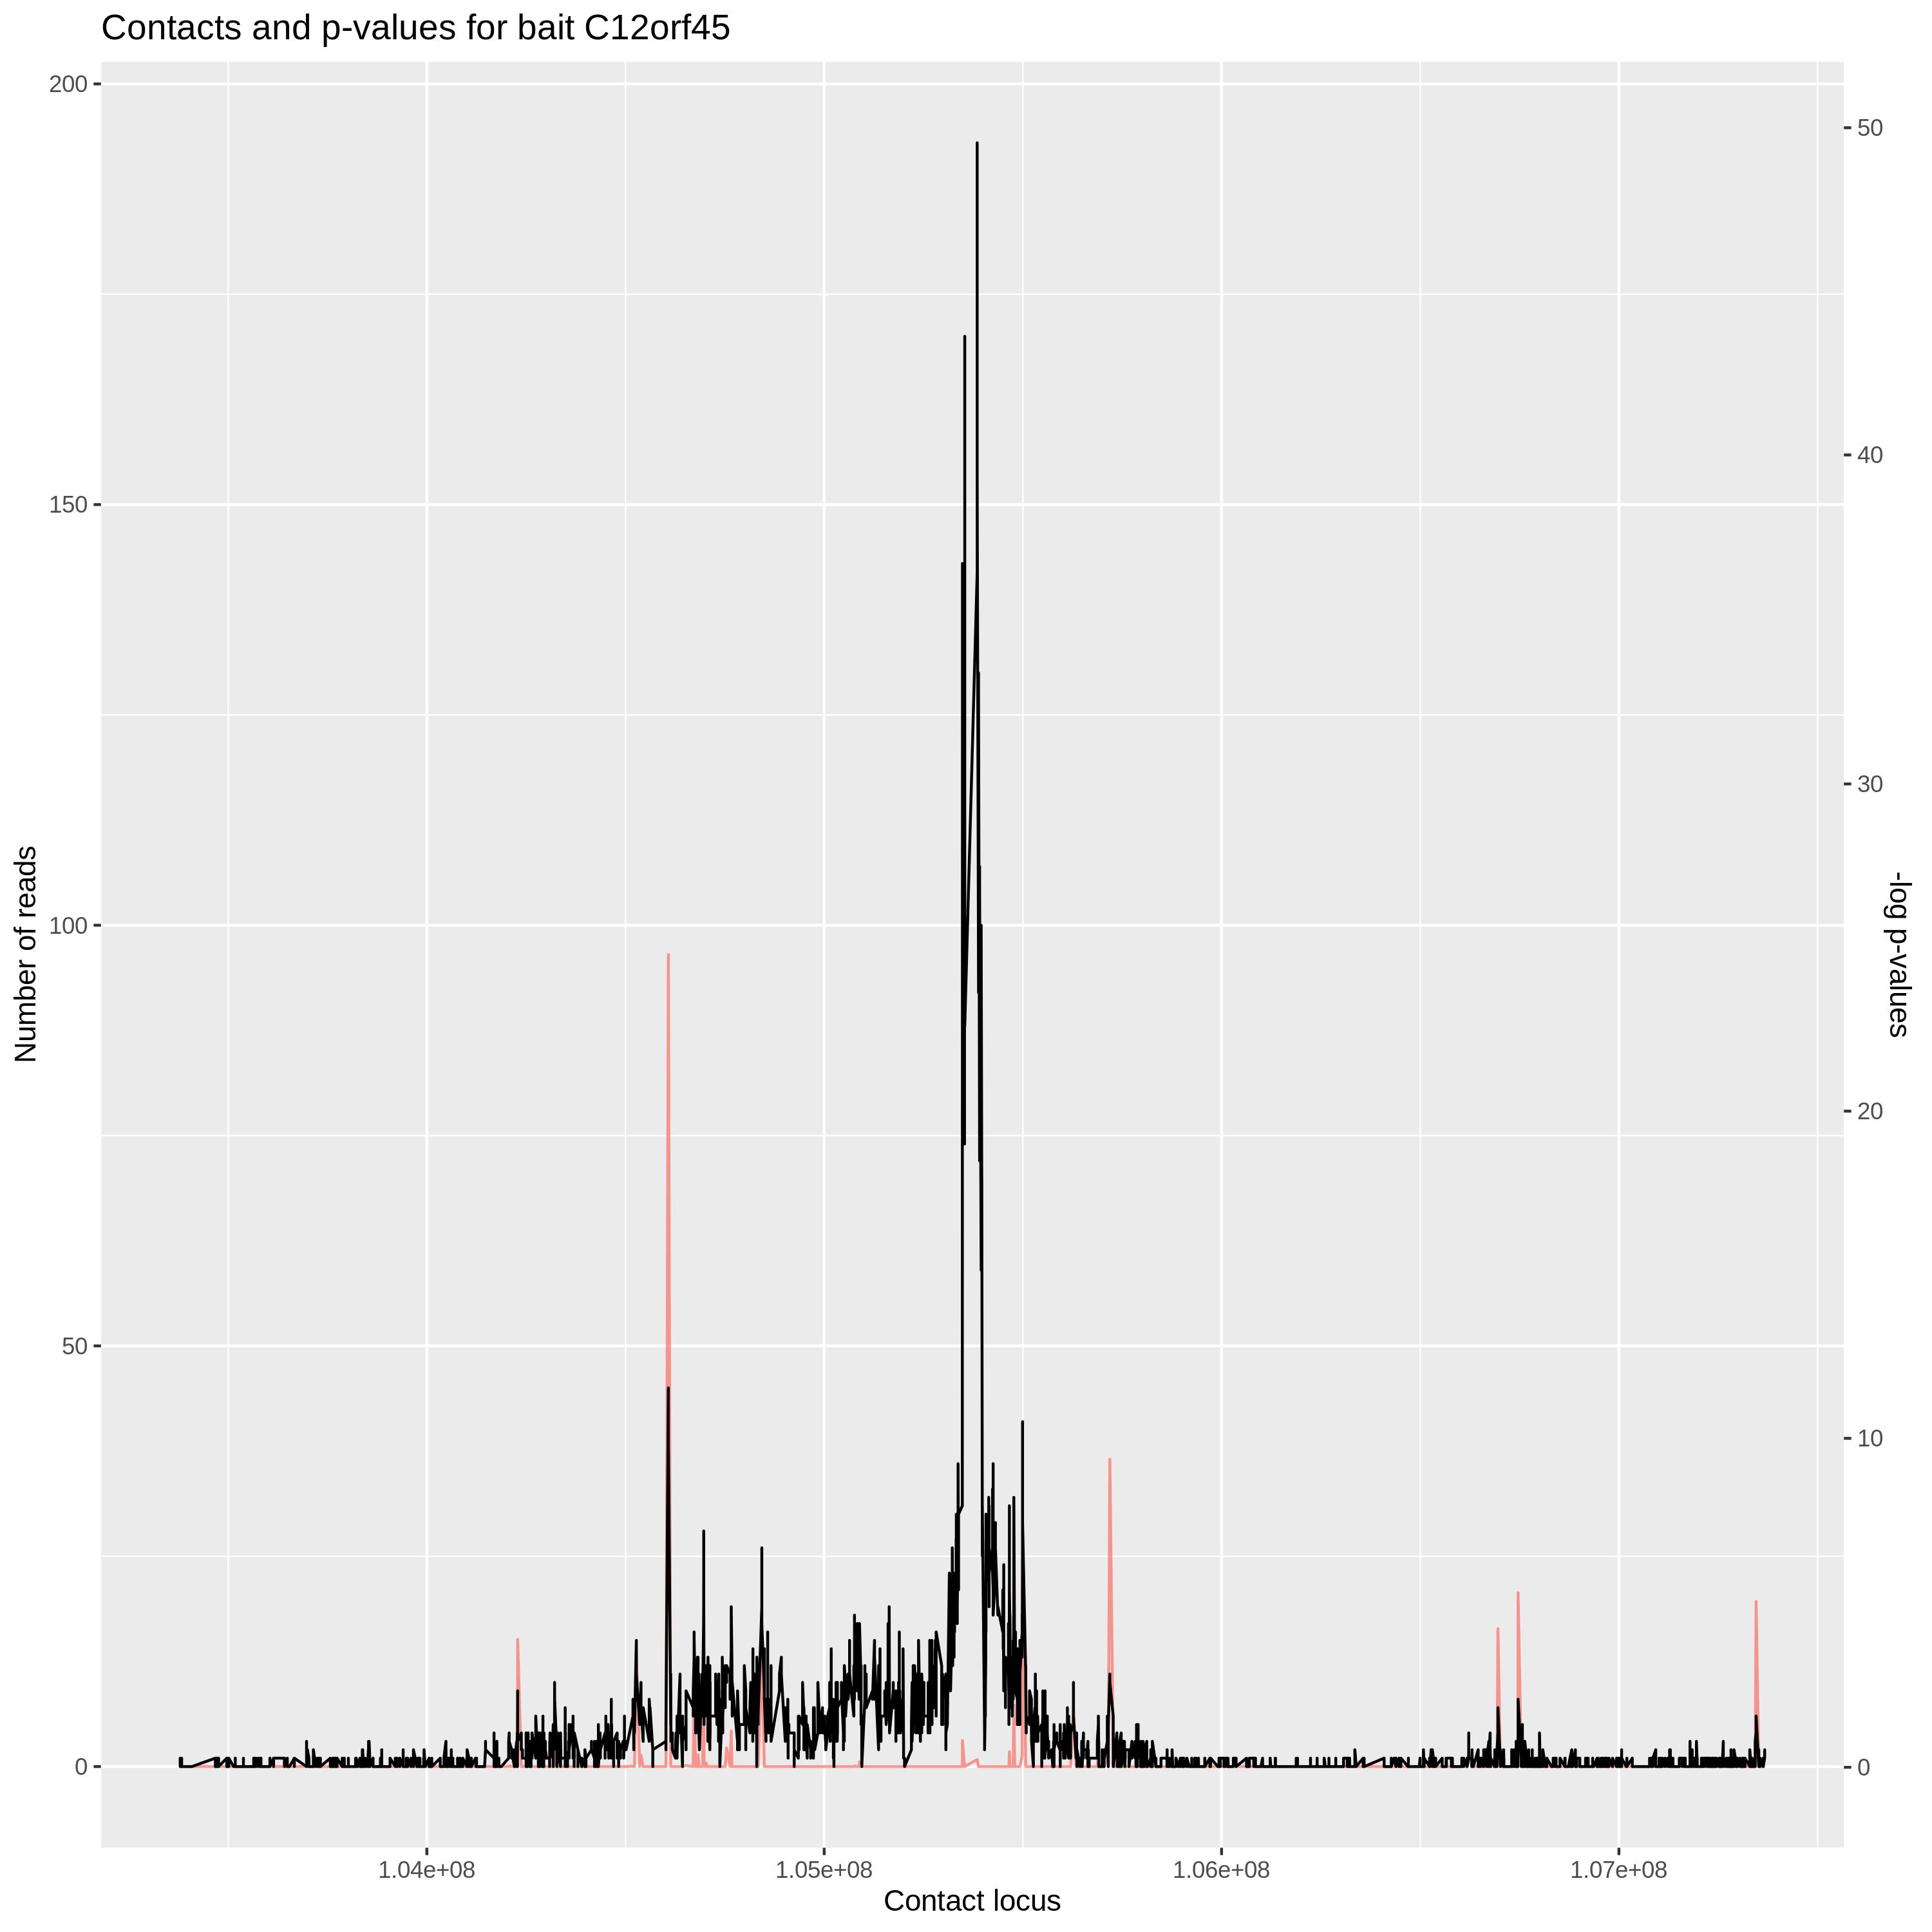 Contacts and p-values for bait C12orf45
200
150
100
50
0
Number of reads
50
40
30
20
10
0
-log p-values
1.04e+08 1.05e+08 1.06e+08 1.07e+08
Contact locus